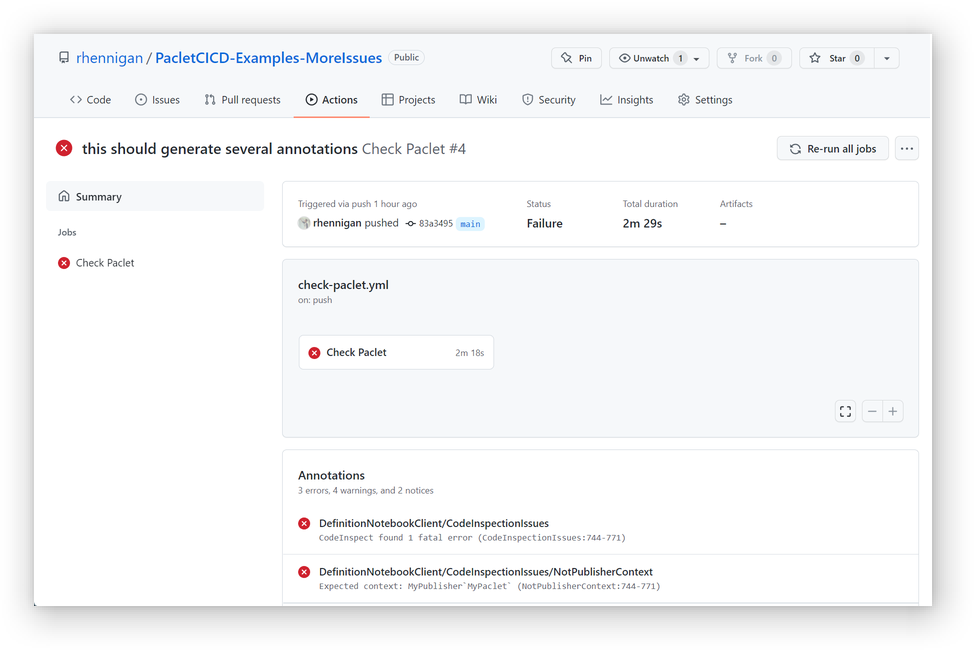 rhennigan / PacletCICD-Examples-MoreIssues Public Pin Unwatch 1 Fork 0 Star 0
Code Issues Pull requests Actions Projects Wiki Security Insights Settings
this should generate several annotations Check Paclet #4 Re-run all jobs
Summary
Jobs
Check Paclet
Triggered via push 1 hour ago Status Total duration Artifacts
rhennigan pushed 83a3495 main Failure 2m 29s –
check-paclet.yml
on: push
Check Paclet 2m 18s
Annotations
3 errors, 4 warnings, and 2 notices
DefinitionNotebookClient/CodeInspectionIssues
CodeInspect found 1 fatal error (CodeInspectionIssues:744-771)
DefinitionNotebookClient/CodeInspectionIssues/NotPublisherContext
Expected context: MyPublisher`MyPaclet` (NotPublisherContext:744-771)